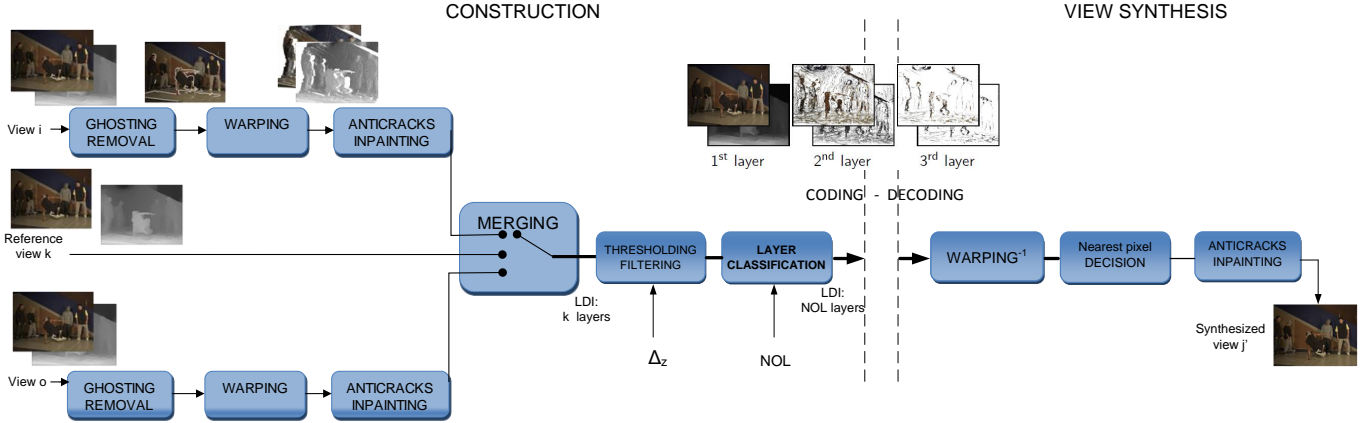 CONSTRUCTION
VIEW SYNTHESIS
View i
GHOSTING
REMOVAL
WARPING
ANTICRACKS
INPAINTING
1st layer
2nd layer
3rd layer
CODING - DECODING
Reference
view k
MERGING
LDI:
k layers
THRESHOLDING
FILTERING
LAYER
CLASSIFICATION
LDI:
NOL layers
Δz
NOL
WARPING-1
Nearest pixel
DECISION
ANTICRACKS
INPAINTING
Synthesized
view j'
View o
GHOSTING
REMOVAL
WARPING
ANTICRACKS
INPAINTING